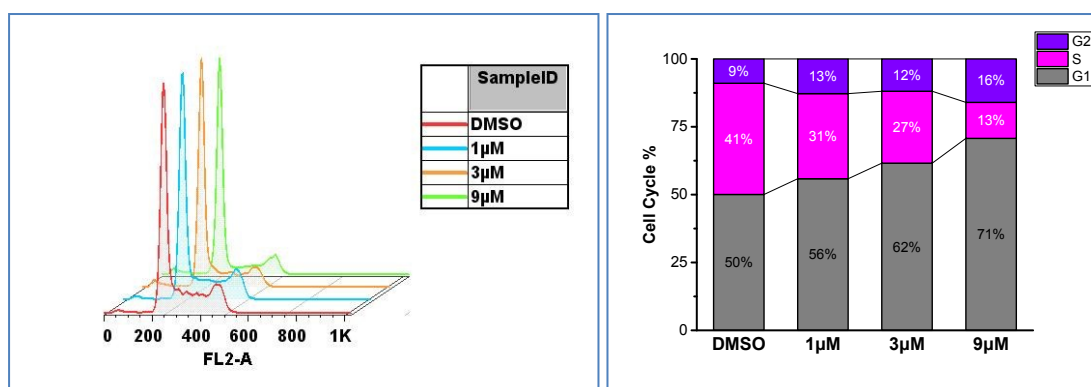 SampleID
DMSO
1µM
3µM
9µM
0 200 400 600 800 1K
FL2-A
G2
S
G1
Cell Cycle %
100
75
50
25
0
9% 13% 12% 16%
41% 31% 27% 13%
50% 56% 62% 71%
DMSO 1µM 3µM 9µM